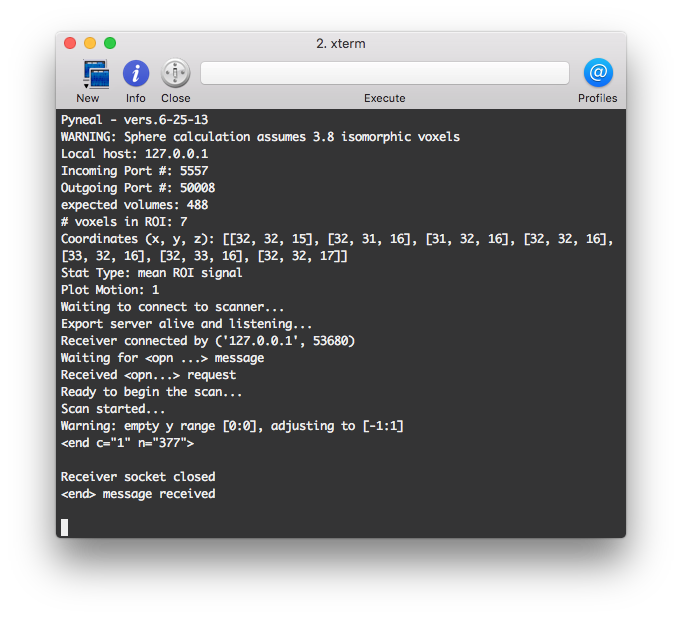 2. xterm
New
Info
Close
Execute
@
Profiles
Pyneal - vers.6-25-13
WARNING: Sphere calculation assumes 3.8 isomorphic voxels
Local host: 127.0.0.1
Incoming Port #: 5557
Outgoing Port #: 50008
expected volumes: 488
# voxels in ROI: 7
Coordinates (x, y, z): [[32, 32, 15], [32, 31, 16], [31, 32, 16], [32, 32, 16],
[33, 32, 16], [32, 33, 16], [32, 32, 17]]
Stat Type: mean ROI signal
Plot Motion: 1
Waiting to connect to scanner...
Export server alive and listening...
Receiver connected by ('127.0.0.1', 53680)
Waiting for <opn ...> message
Received <opn...> request
Ready to begin the scan...
Scan started...
Warning: empty y range [0:0], adjusting to [-1:1]
<end c="1" n="377">
Receiver socket closed
<end> message received